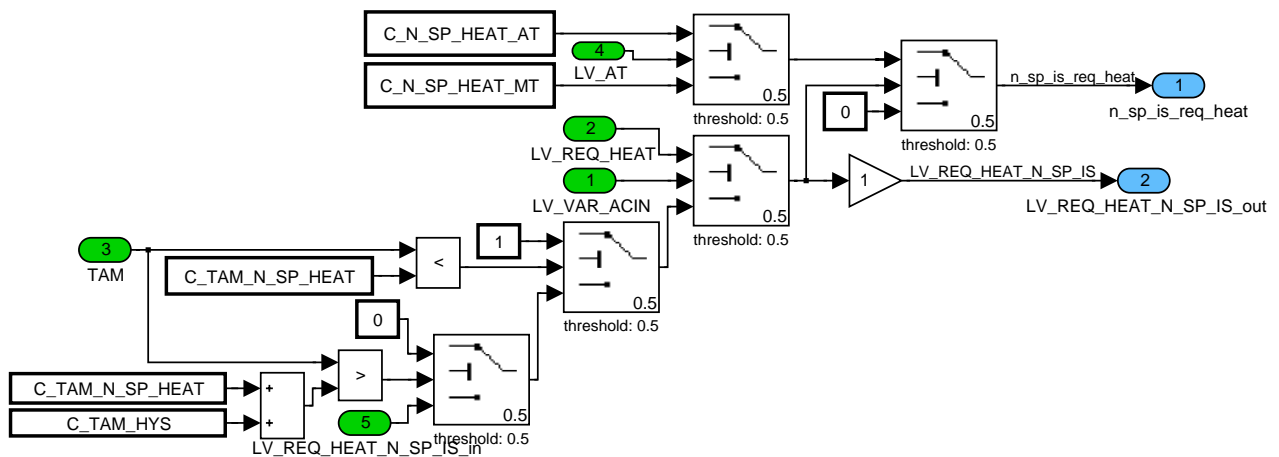 C_N_SP_HEAT_AT
4
LV_AT
C_N_SP_HEAT_MT
0.5
threshold: 0.5
n_sp_is_req_heat
1
n_sp_is_req_heat
0
0.5
threshold: 0.5
2
LV_REQ_HEAT
1
LV_VAR_ACIN
0.5
threshold: 0.5
1
LV_REQ_HEAT_N_SP_IS
2
LV_REQ_HEAT_N_SP_IS_out
3
TAM
C_TAM_N_SP_HEAT
<
1
0.5
threshold: 0.5
0
>
C_TAM_N_SP_HEAT
C_TAM_HYS
+
+
5
LV_REQ_HEAT_N_SP_IS_in
0.5
threshold: 0.5